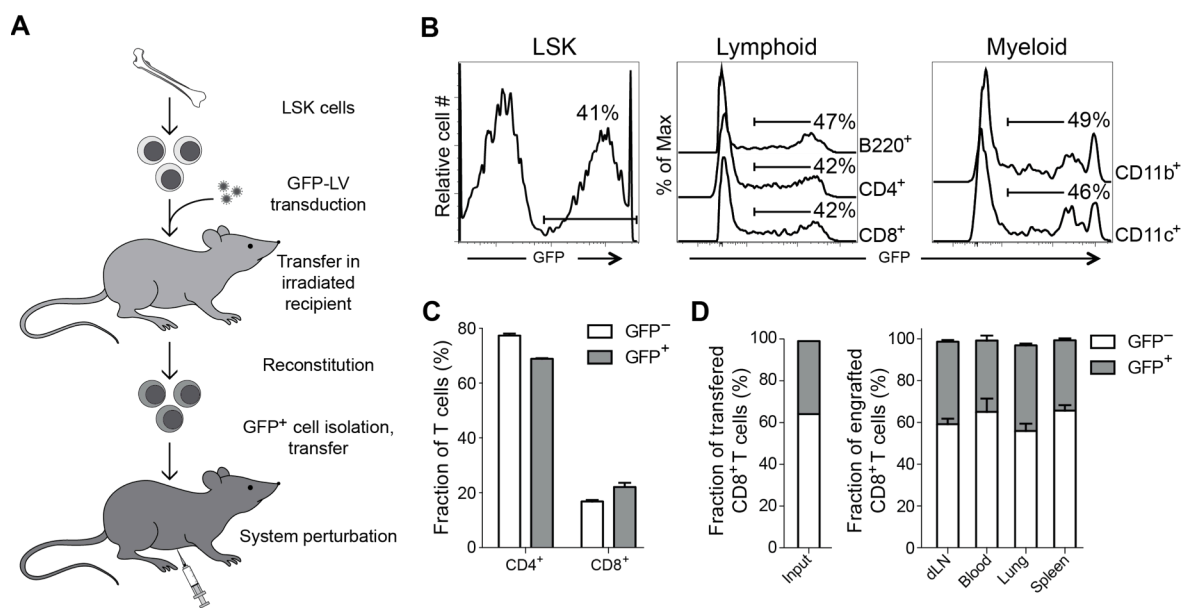 A
LSK cells
GFP-LV
transduction
Transfer in
irradiated
recipient
Reconstitution
GFP⁺ cell isolation,
transfer
System perturbation
B
LSK
Lymphoid
Myeloid
Relative cell #
41%
GFP
% of Max
47%
B220⁺
42%
CD4⁺
42%
CD8⁺
49%
CD11b⁺
46%
CD11c⁺
GFP
C
Fraction of T cells (%)
80
60
40
20
0
GFP⁻
GFP⁺
CD4⁺
CD8⁺
D
Fraction of transfered
CD8⁺T cells (%)
100
80
60
40
20
0
Input
Fraction of engrafted
CD8⁺T cells (%)
100
80
60
40
20
0
dLN
Blood
Lung
Spleen
GFP⁻
GFP⁺